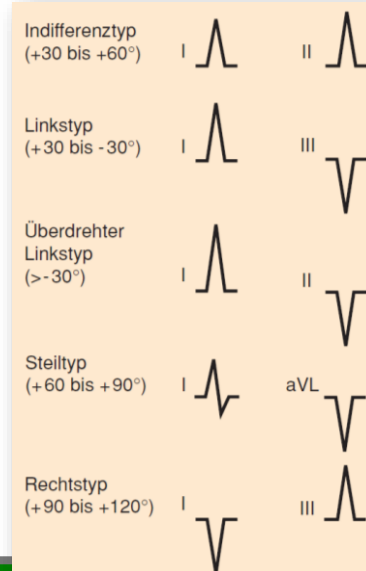 Indifferenztyp
(+30 bis +60°) I II
Linkstyp
(+30 bis -30°) I III
Überdrehter
Linkstyp
(>-30°) I II
Steiltyp
(+60 bis +90°) I aVL
Rechtstyp
(+90 bis +120°) I III